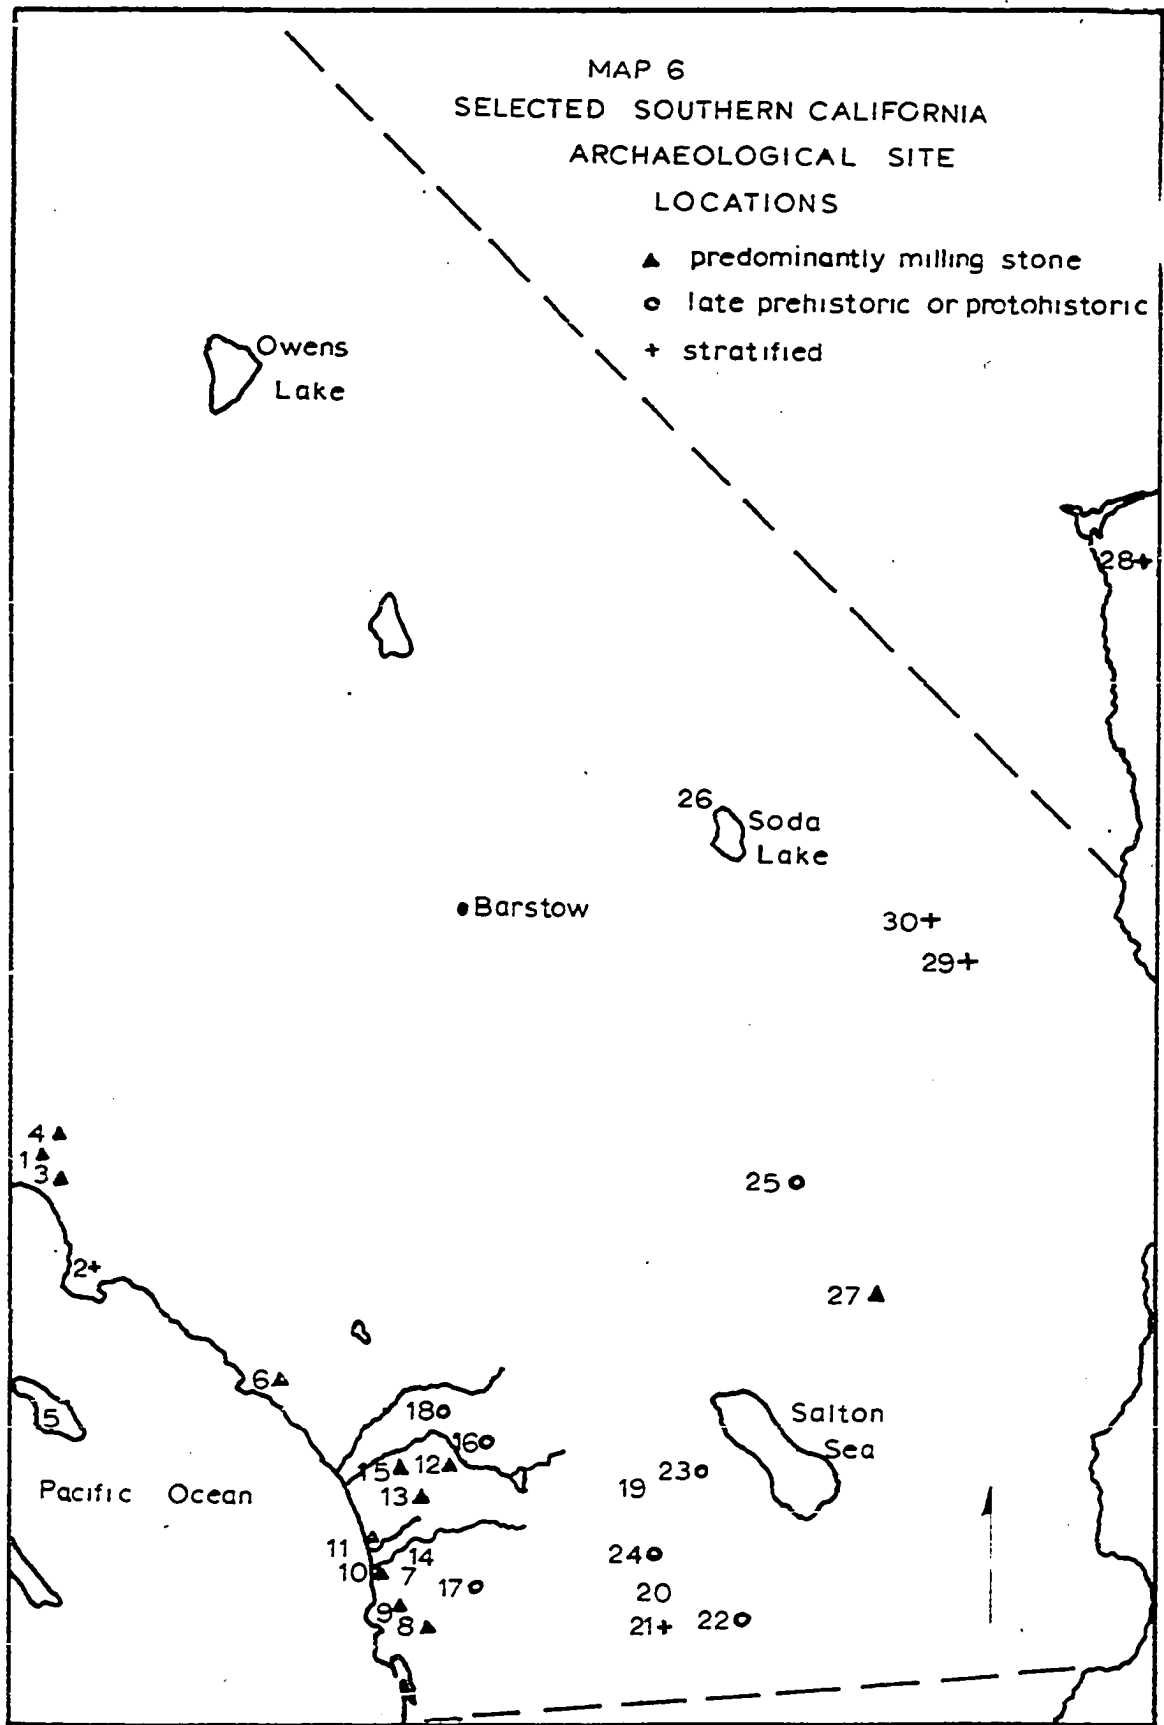 MAP 6
SELECTED SOUTHERN CALIFORNIA
ARCHAEOLOGICAL SITE
LOCATIONS
▲ predominantly milling stone
o late prehistoric or protohistoric
+ stratified
Owens
Lake
28+
26
Soda
Lake
Barstow
30+
29+
4▲
1▲
3▲
25 o
2+
27▲
6▲
5
18o
16o
Salton
Sea
15▲
12▲
23o
19
13▲
Pacific Ocean
11
14
24o
10
7
17o
20
9▲
8▲
21+
22o